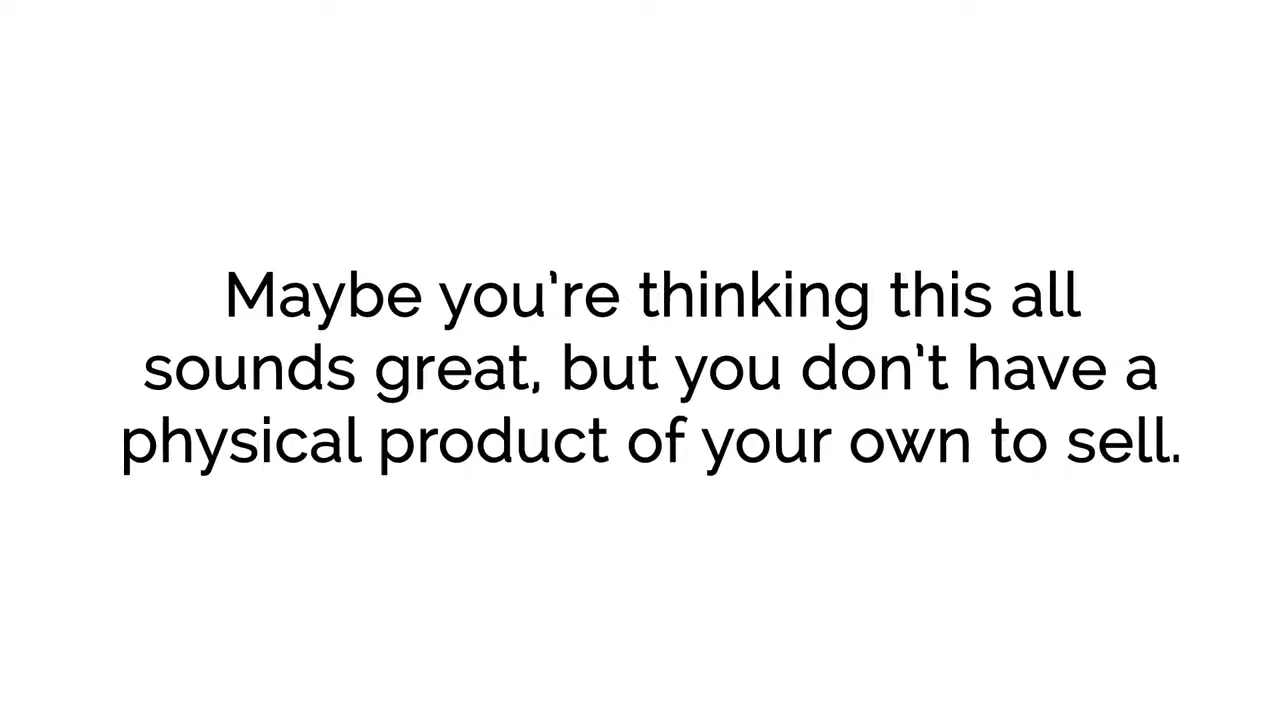 Maybe you’re thinking this all
sounds great, but you don’t have a
physical product of your own to sell.